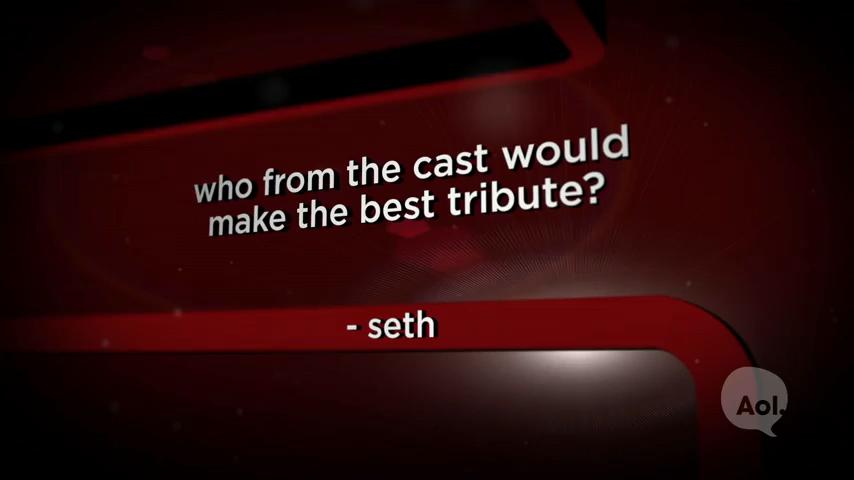 who from the cast would
make the best tribute?
- seth
Aol.